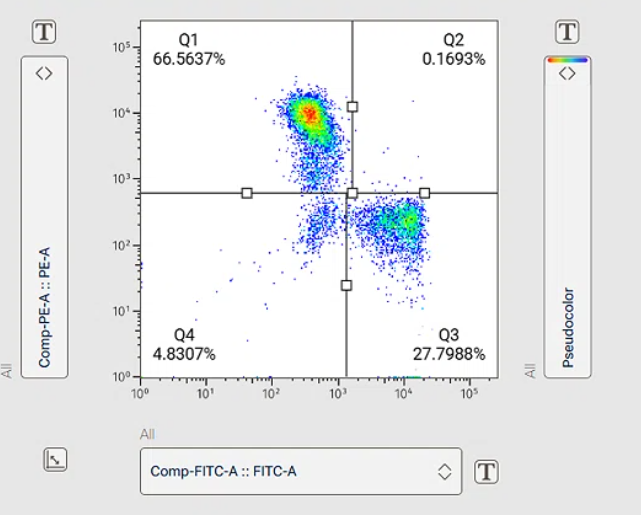 T
T
Q1
66.5637%
Q2
0.1693%
Comp-PE-A :: PE-A
All
10⁵
10⁴
10³
10²
10¹
10⁰
Q4
4.8307%
Q3
27.7988%
10⁰ 10¹ 10² 10³ 10⁴ 10⁵
Pseudocolor
All
All
Comp-FITC-A :: FITC-A
T